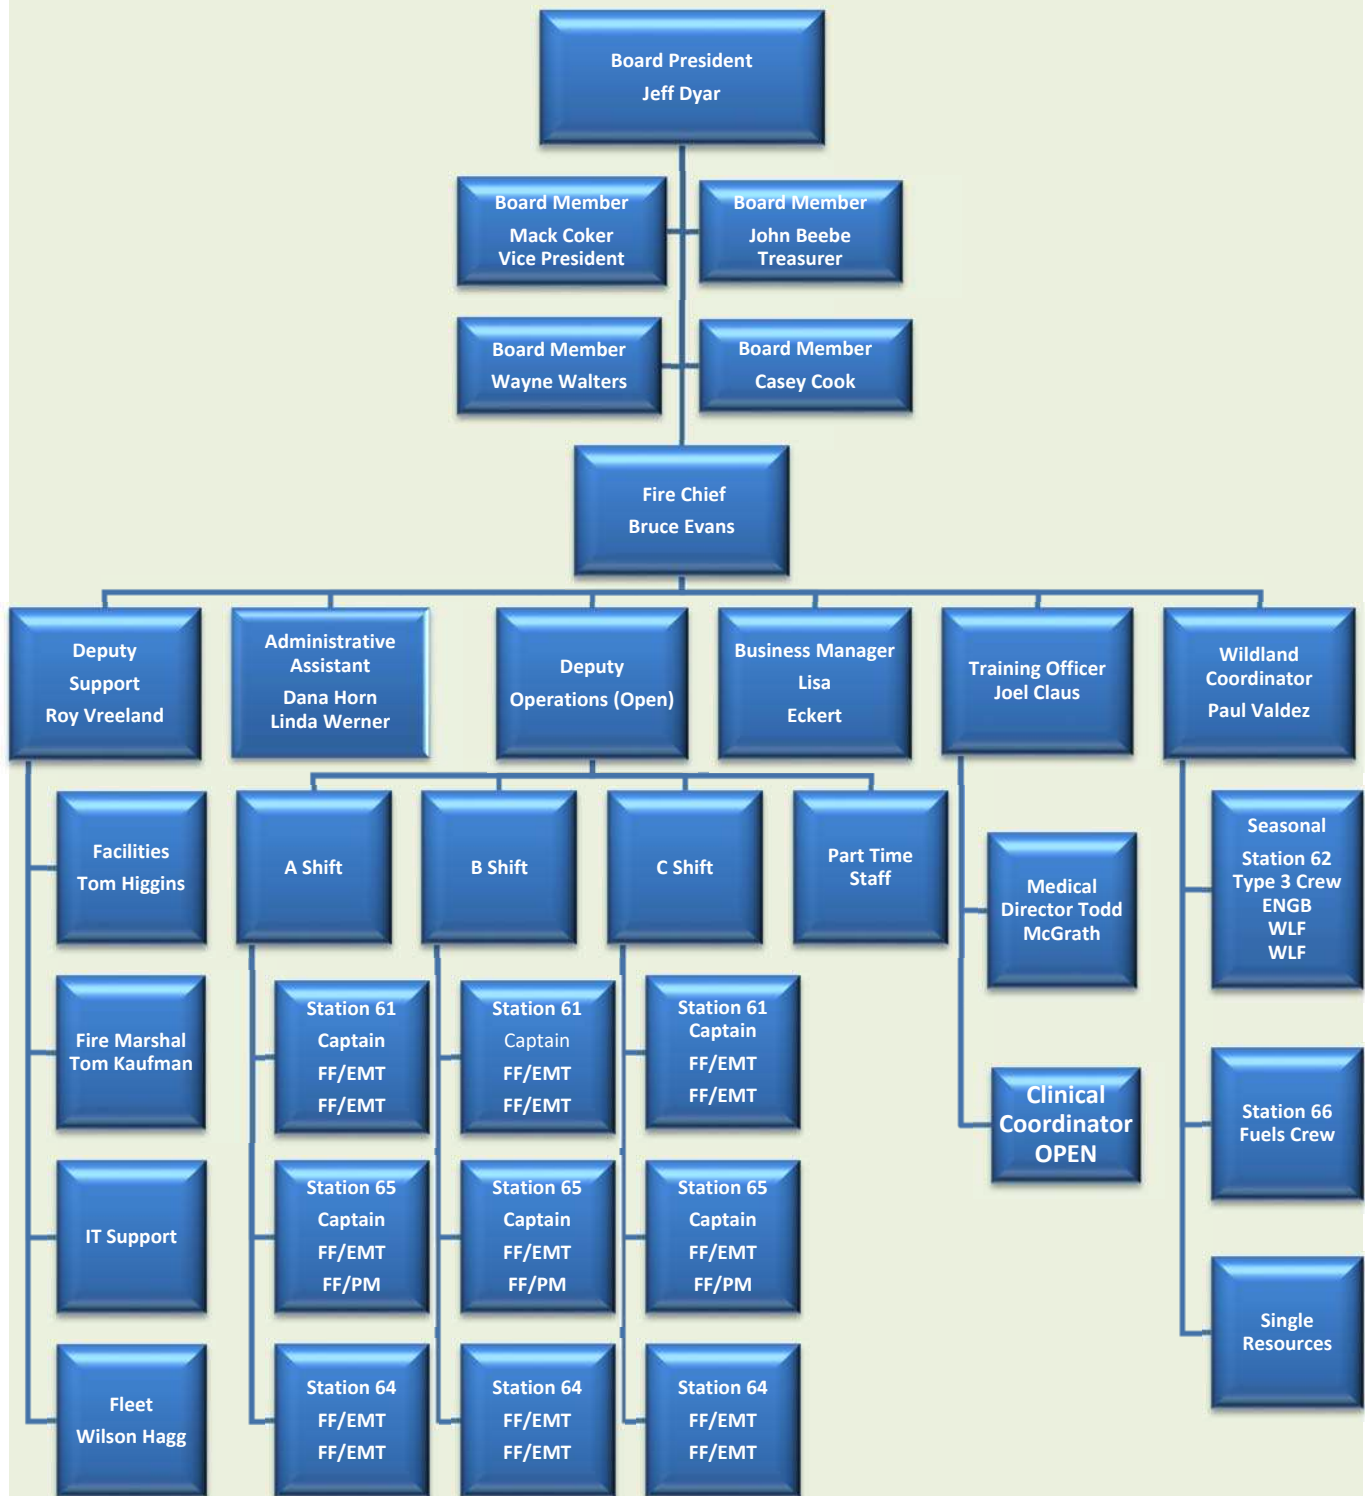 Board President
Jeff Dyar
Board Member
Mack Coker
Vice President
Board Member
John Beebe
Treasurer
Board Member
Wayne Walters
Board Member
Casey Cook
Fire Chief
Bruce Evans
Deputy
Support
Roy Vreeland
Administrative
Assistant
Dana Horn
Linda Werner
Deputy
Operations (Open)
Business Manager
Lisa
Eckert
Training Officer
Joel Claus
Wildland
Coordinator
Paul Valdez
Facilities
Tom Higgins
Fire Marshal
Tom Kaufman
IT Support
Fleet
Wilson Hagg
A Shift
Station 61
Captain
FF/EMT
FF/EMT
Station 65
Captain
FF/EMT
FF/PM
Station 64
FF/EMT
FF/EMT
B Shift
Station 61
Captain
FF/EMT
FF/EMT
Station 65
Captain
FF/EMT
FF/PM
Station 64
FF/EMT
FF/EMT
C Shift
Station 61
Captain
FF/EMT
FF/EMT
Station 65
Captain
FF/EMT
FF/PM
Station 64
FF/EMT
FF/EMT
Part Time
Staff
Medical
Director Todd
McGrath
Clinical
Coordinator
OPEN
Seasonal
Station 62
Type 3 Crew
ENGB
WLF
WLF
Station 66
Fuels Crew
Single
Resources